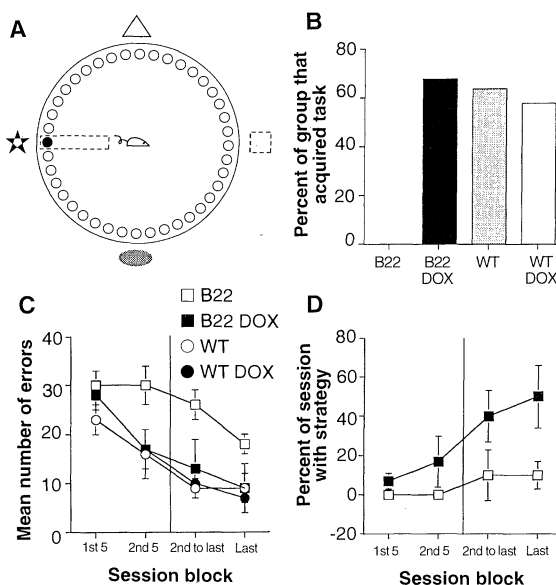 A
B
Percent of group that
acquired task
80
60
40
20
0
B22
B22
DOX
WT
WT
DOX
C
B22
B22 DOX
WT
WT DOX
Mean number of errors
40
30
20
10
0
1st 5
2nd 5
2nd to last
Last
Session block
D
Percent of session
with strategy
80
60
40
20
0
-20
1st 5
2nd 5
2nd to last
Last
Session block